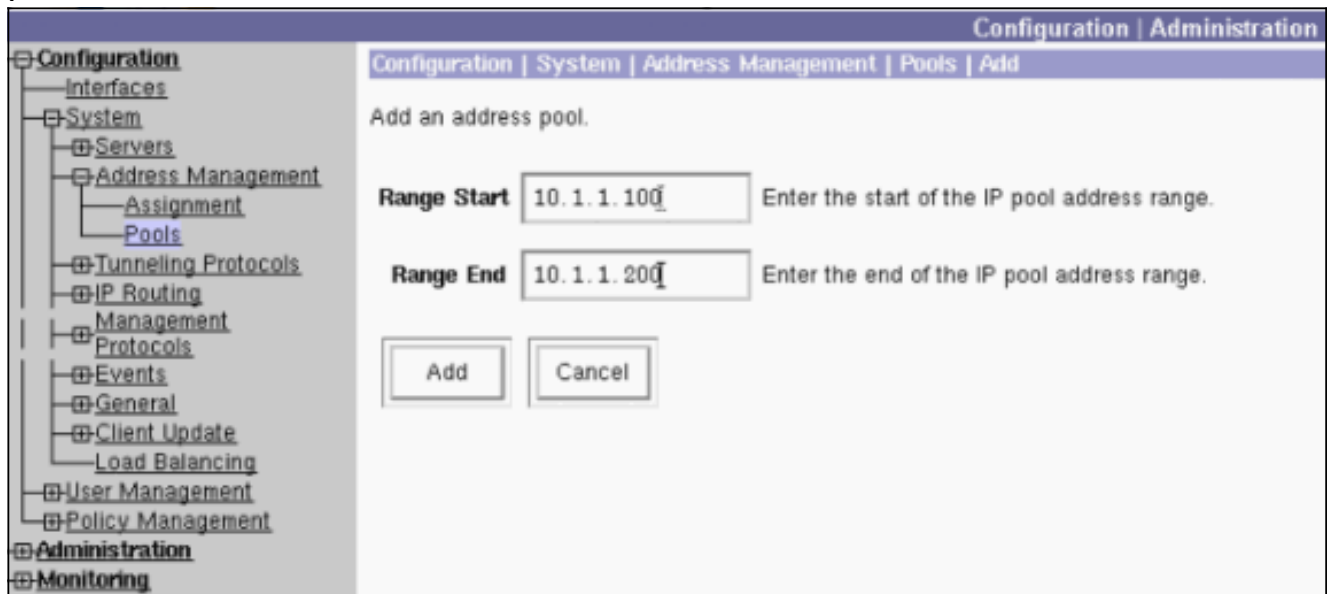 Configuration | Administration
Configuration
Interfaces
System
Servers
Address Management
Assignment
Pools
Tunneling Protocols
IP Routing
Management
Protocols
Events
General
Client Update
Load Balancing
User Management
Policy Management
Administration
Monitoring
Configuration | System | Address Management | Pools | Add
Add an address pool.
Range Start 10.1.1.100 Enter the start of the IP pool address range.
Range End 10.1.1.200 Enter the end of the IP pool address range.
Add Cancel